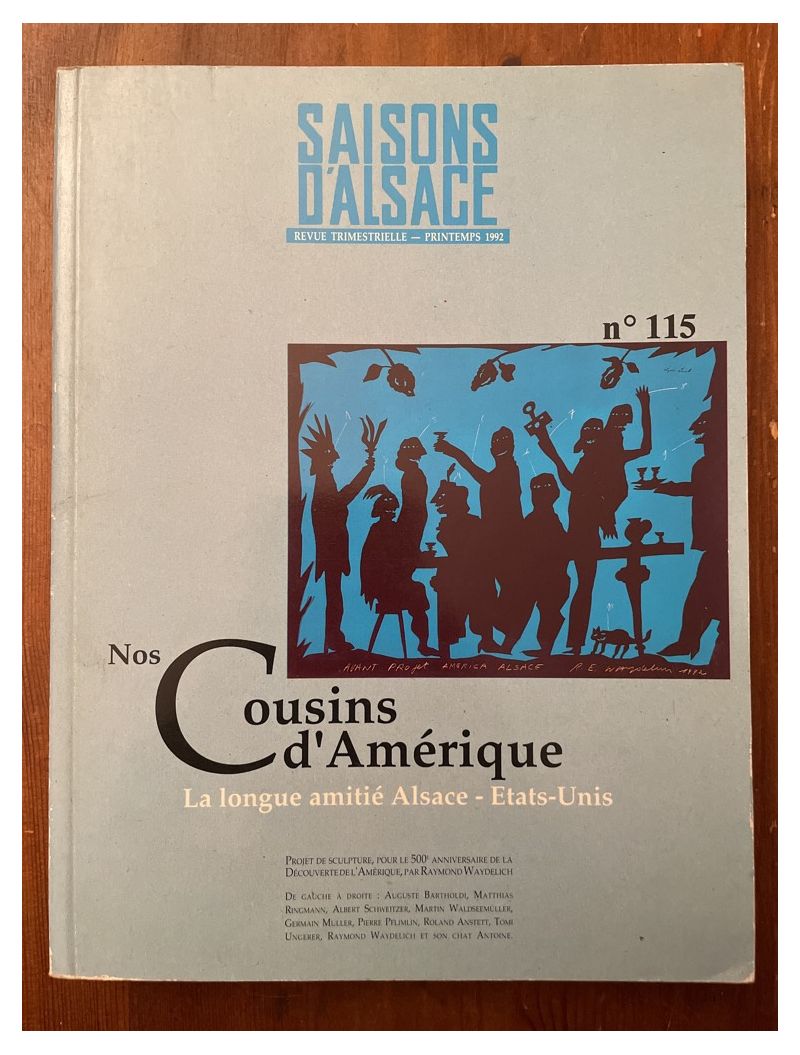 SAISONS
D'ALSACE
REVUE TRIMESTRIELLE — PRINTEMPS 1992
n° 115
AVANT PROJET AMERICA ALSACE R. E. WAYDELICH 1992
Nos
Cousins
d'Amérique
La longue amitié Alsace - Etats-Unis
PROJET DE SCULPTURE, POUR LE 500e ANNIVERSAIRE DE LA
DÉCOUVERTE DE L'AMÉRIQUE, PAR RAYMOND WAYDELICH
DE GAUCHE À DROITE : AUGUSTE BARTHOLDI, MATTHIAS
RINGMANN, ALBERT SCHWEITZER, MARTIN WALDSEEMÜLLER,
GERMAIN MULLER, PIERRE PFLIMLIN, ROLAND ANSTETT, TOMI
UNGERER, RAYMOND WAYDELICH ET SON CHAT ANTOINE.